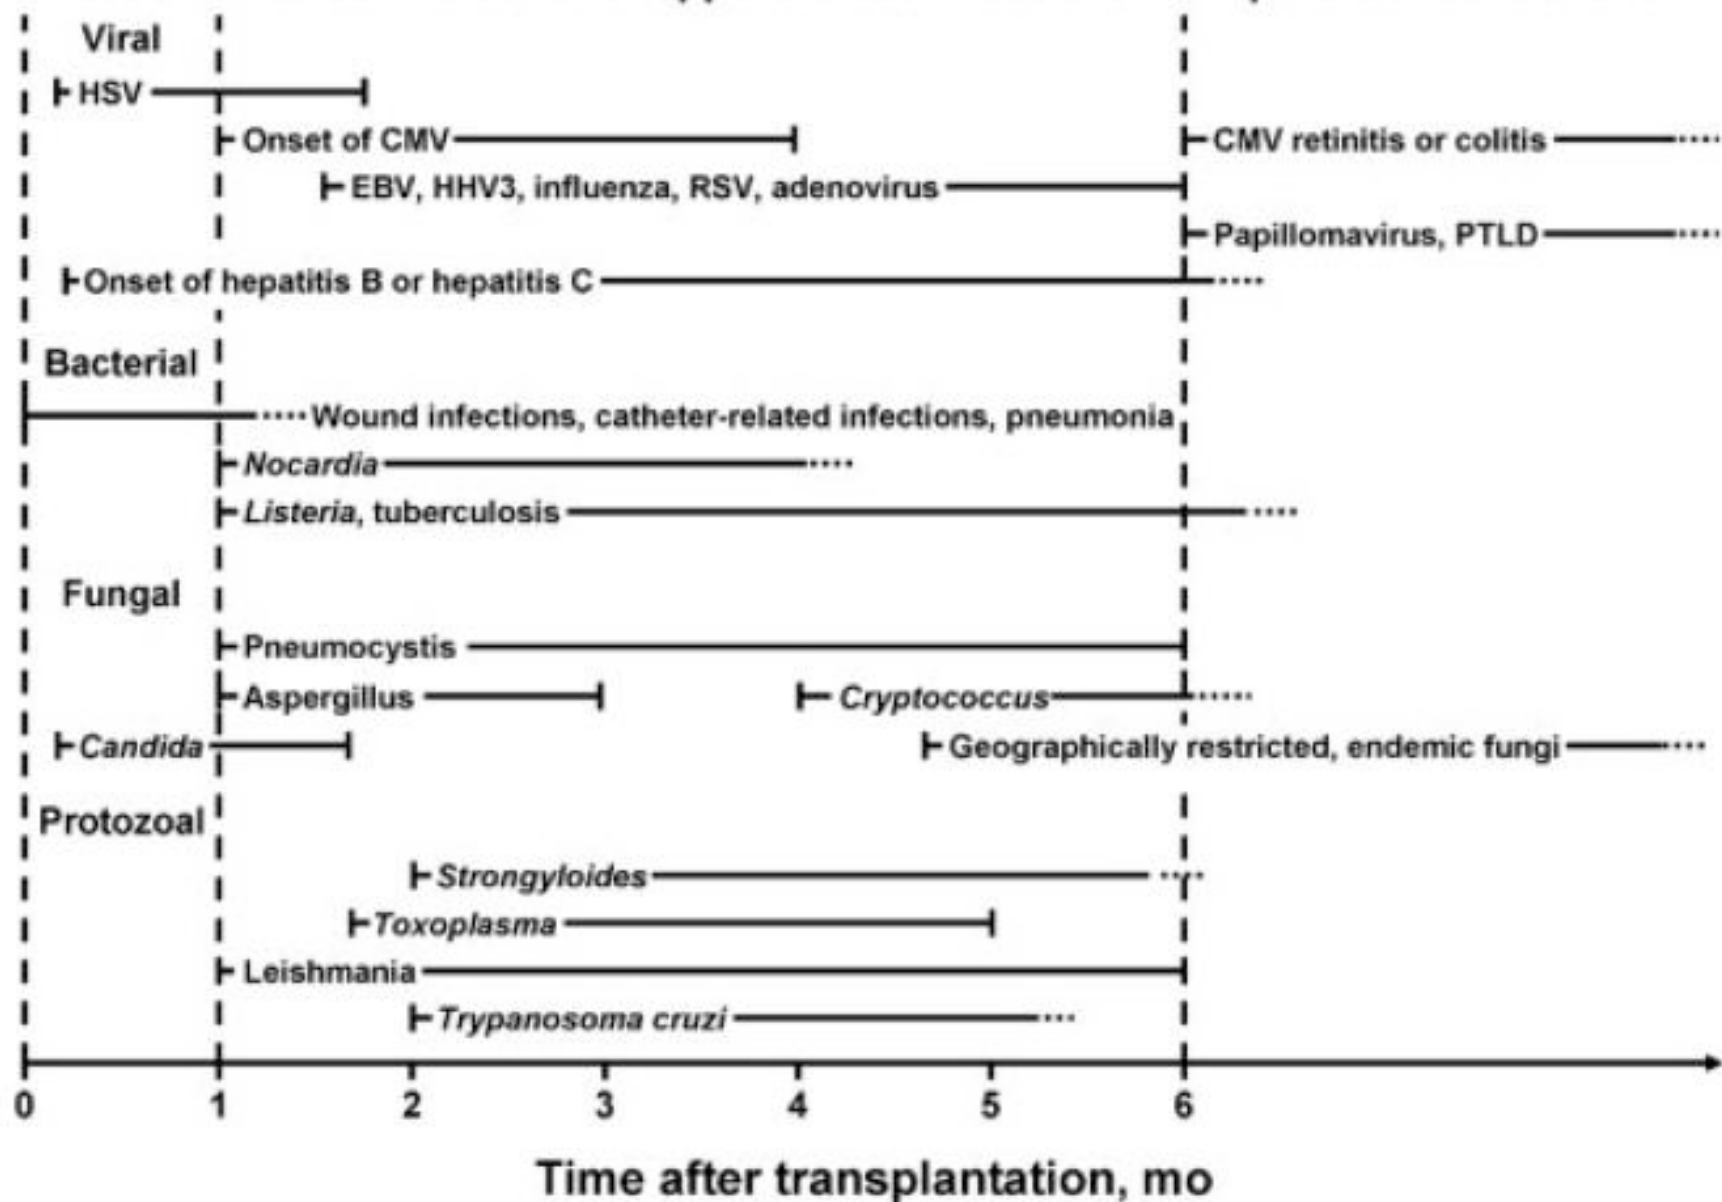 Viral
HSV
Onset of CMV
CMV retinitis or colitis
EBV, HHV3, influenza, RSV, adenovirus
Papillomavirus, PTLD
Onset of hepatitis B or hepatitis C
Bacterial
Wound infections, catheter-related infections, pneumonia
Nocardia
Listeria, tuberculosis
Fungal
Pneumocystis
Aspergillus
Cryptococcus
Candida
Geographically restricted, endemic fungi
Protozoal
Strongyloides
Toxoplasma
Leishmania
Trypanosoma cruzi
0 1 2 3 4 5 6
Time after transplantation, mo